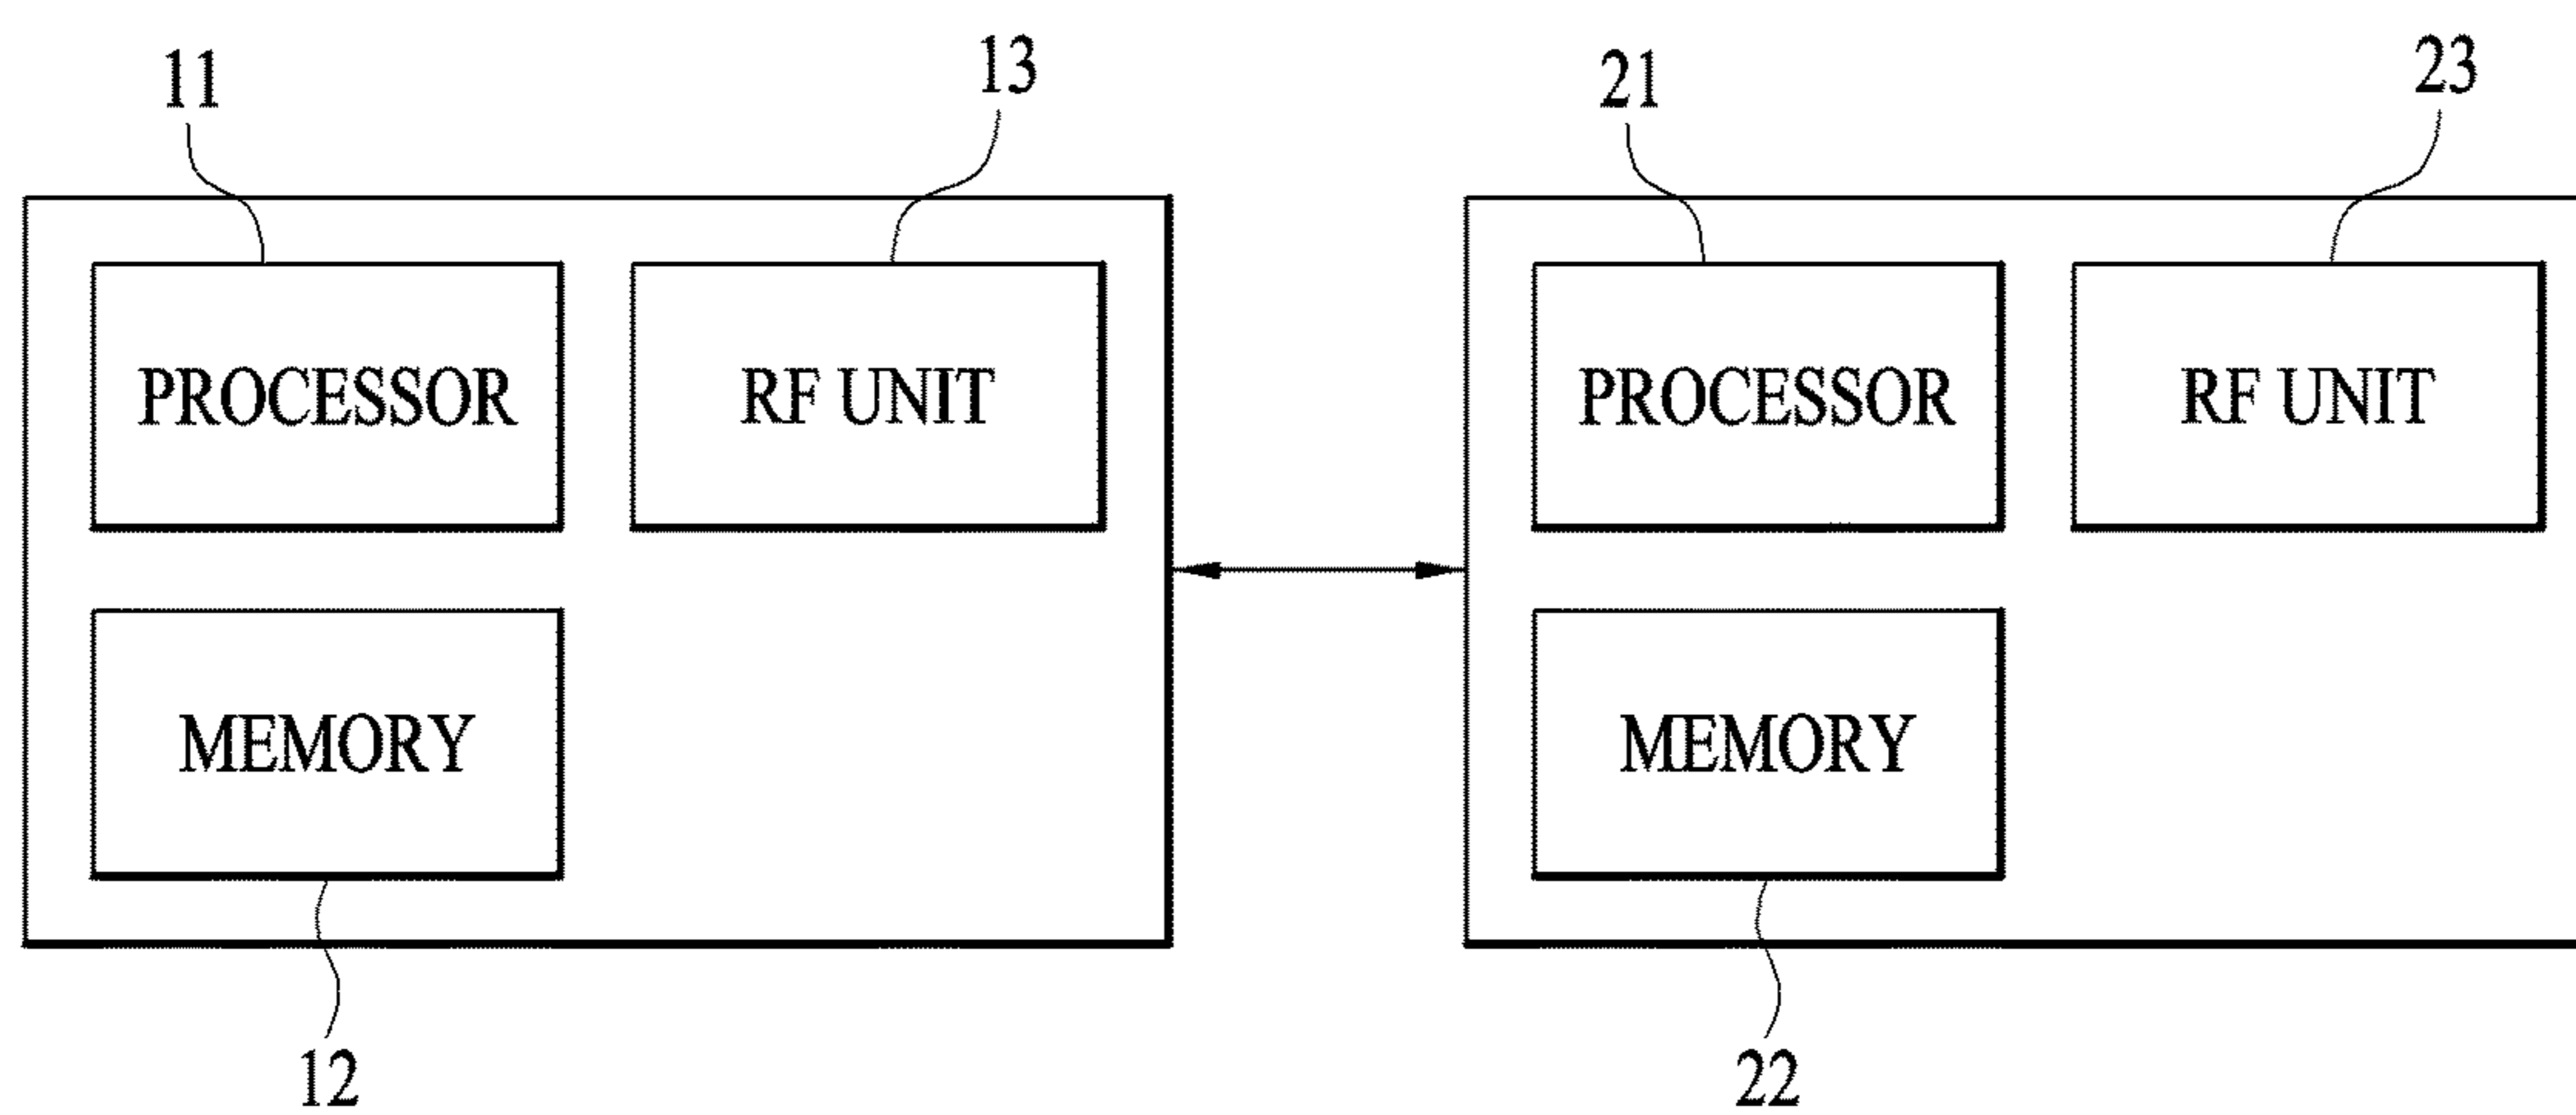 11 13 21 23
PROCESSOR RF UNIT PROCESSOR RF UNIT
MEMORY MEMORY
12 22